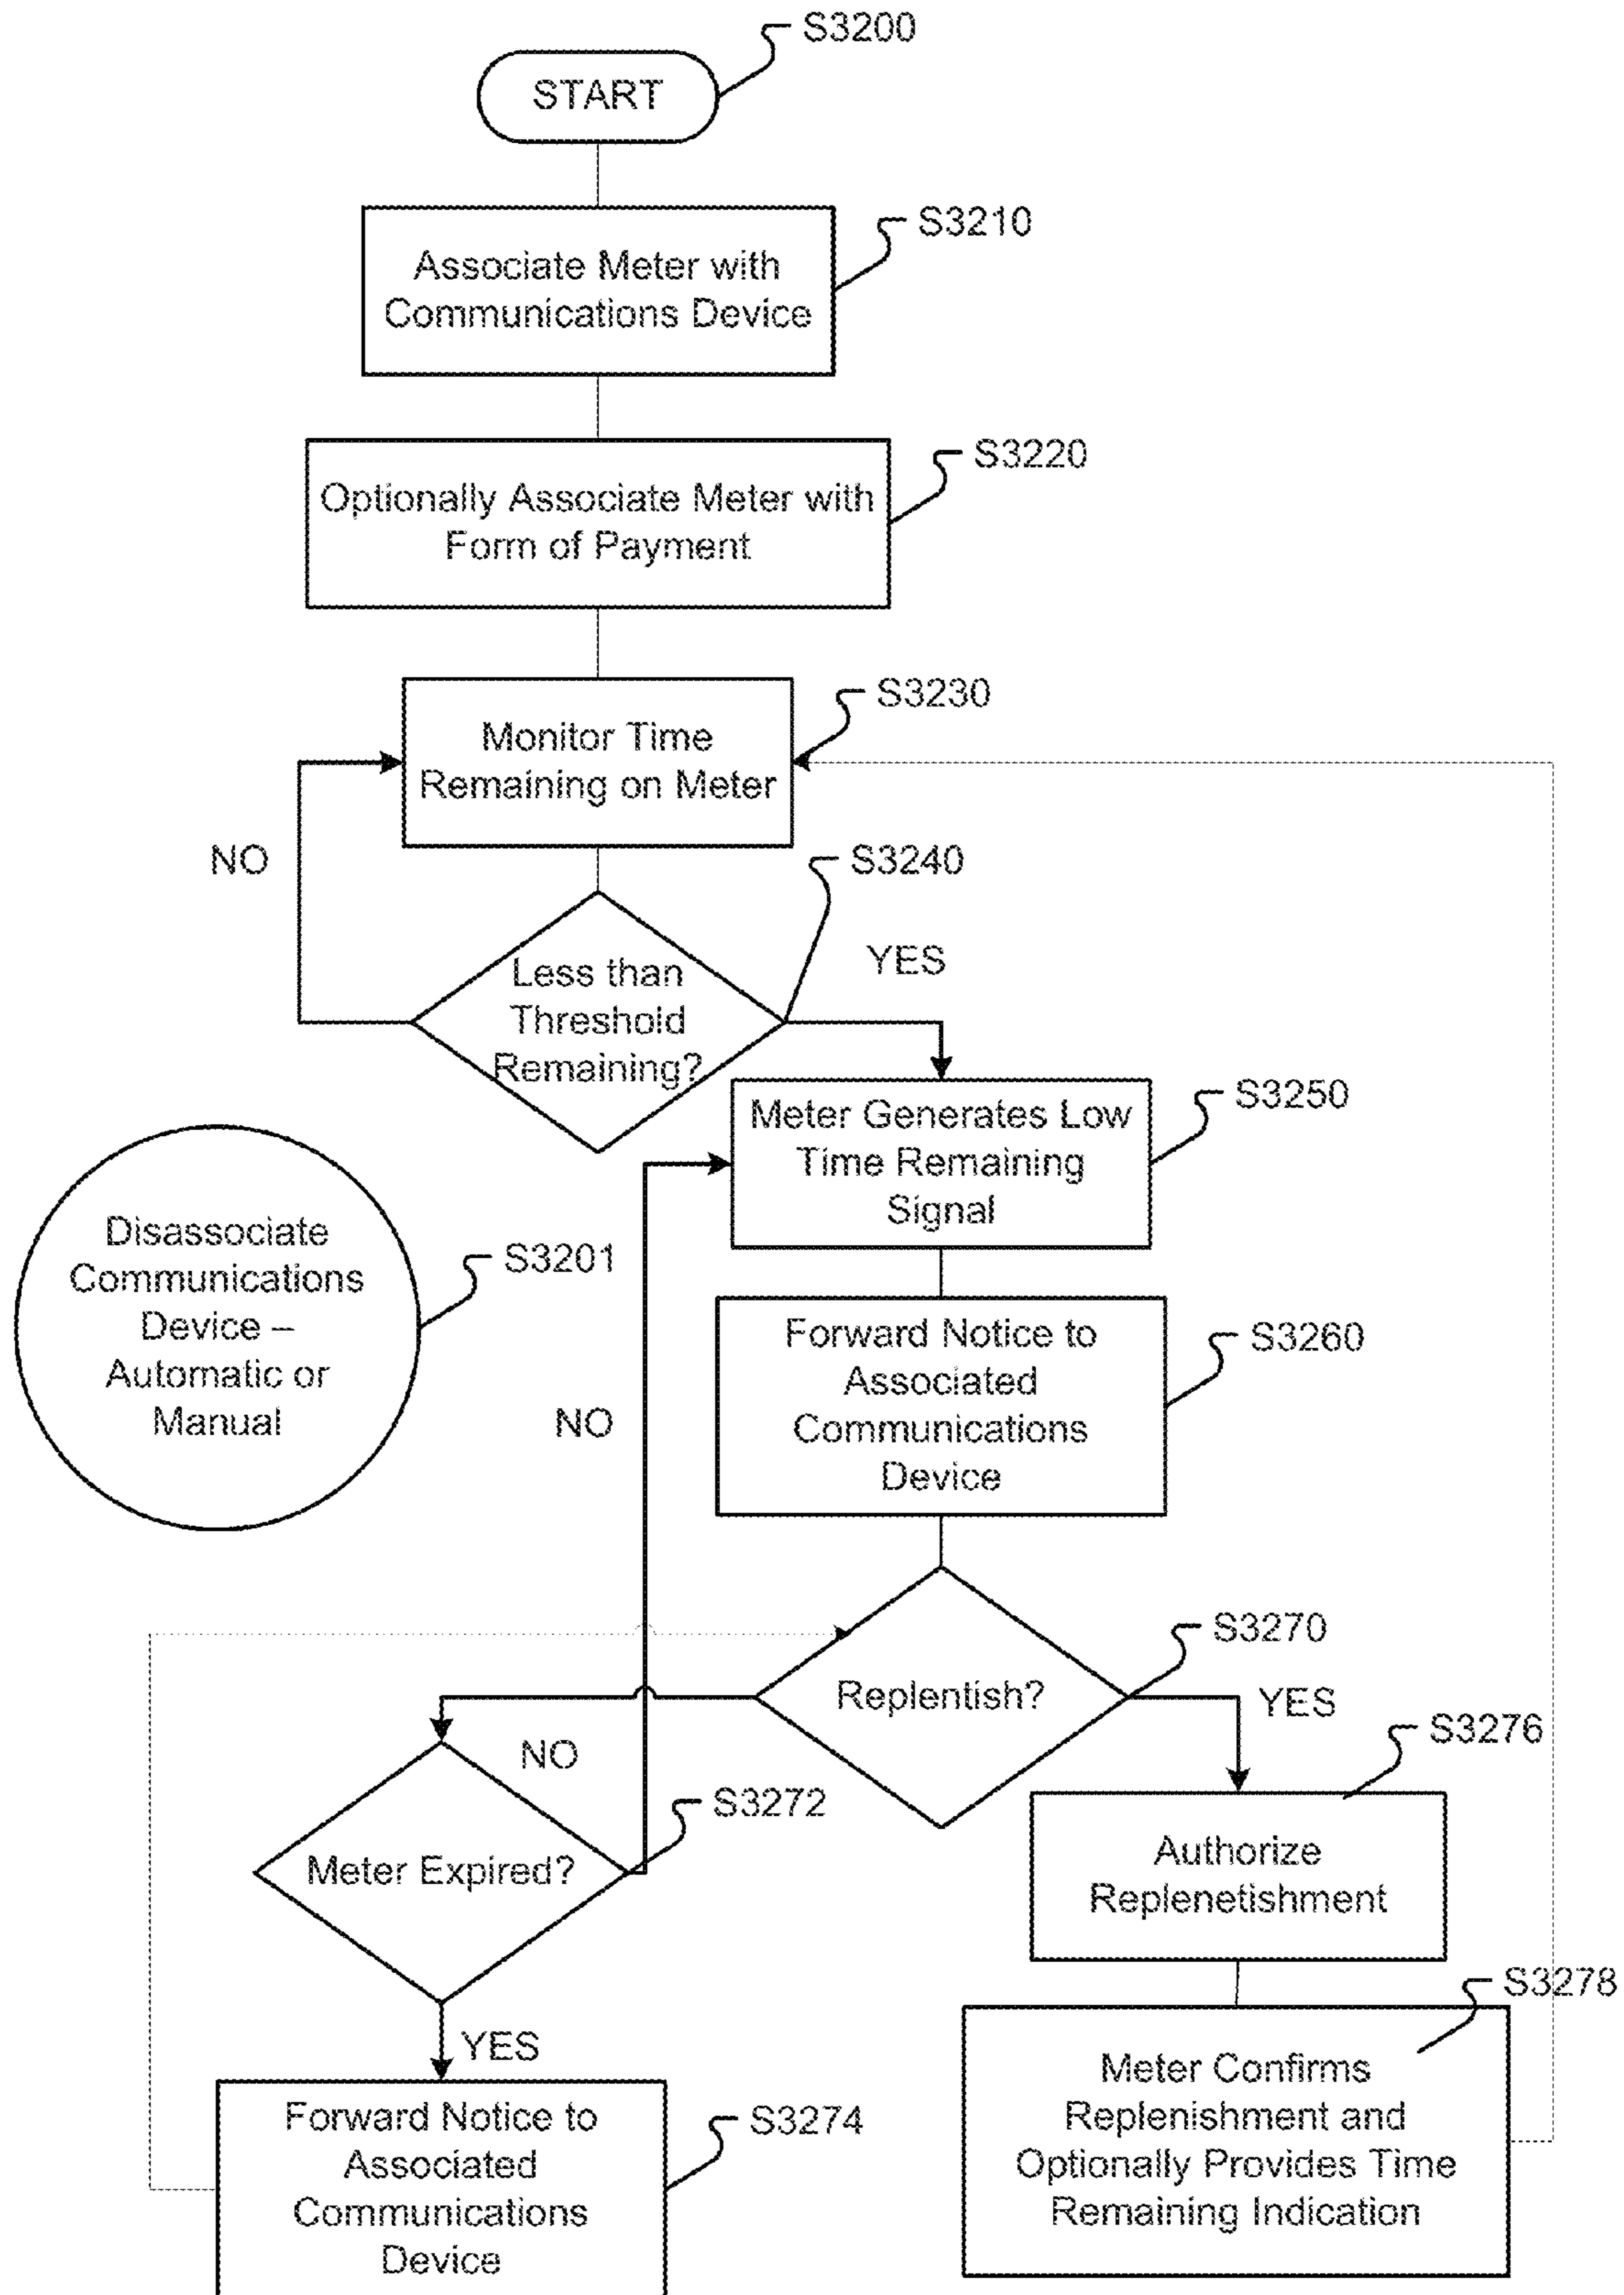 S3200
START
S3210
Associate Meter with
Communications Device
S3220
Optionally Associate Meter with
Form of Payment
S3230
Monitor Time
Remaining on Meter
NO
S3240
YES
Less than
Threshold
Remaining?
S3250
Meter Generates Low
Time Remaining
Signal
Disassociate
Communications
Device –
Automatic or
Manual
S3201
S3260
Forward Notice to
Associated
Communications
Device
NO
S3270
Replentish?
YES
S3276
NO
S3272
Meter Expired?
Authorize
Replenetishment
S3278
YES
Meter Confirms
Replenishment and
Optionally Provides Time
Remaining Indication
S3274
Forward Notice to
Associated
Communications
Device